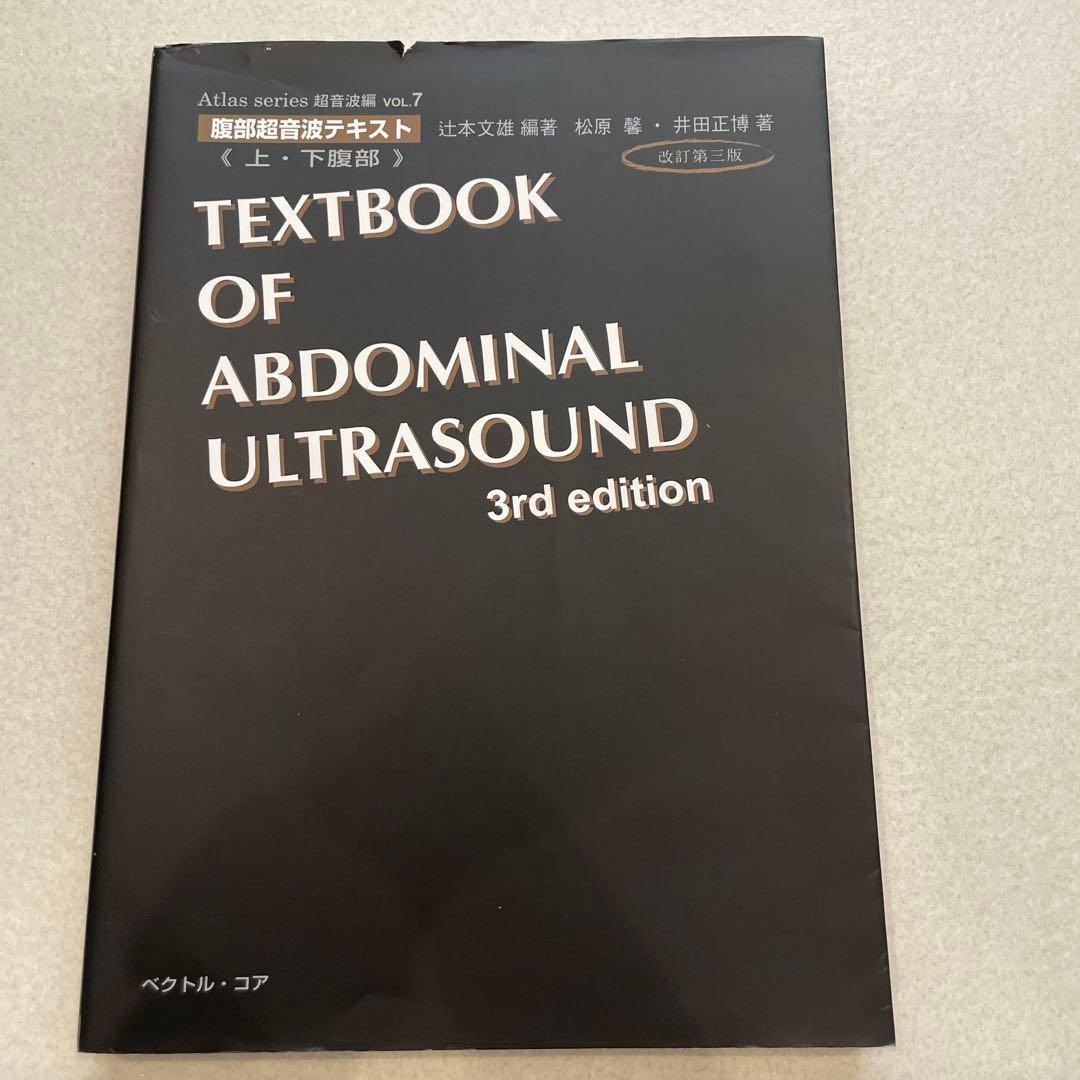 Atlas series 超音波編 VOL.7
腹部超音波テキスト 辻本文雄 編著 松原 馨・井田正博 著
《 上・下腹部 》 改訂第三版
TEXTBOOK
OF
ABDOMINAL
ULTRASOUND
3rd edition
ベクトル・コア